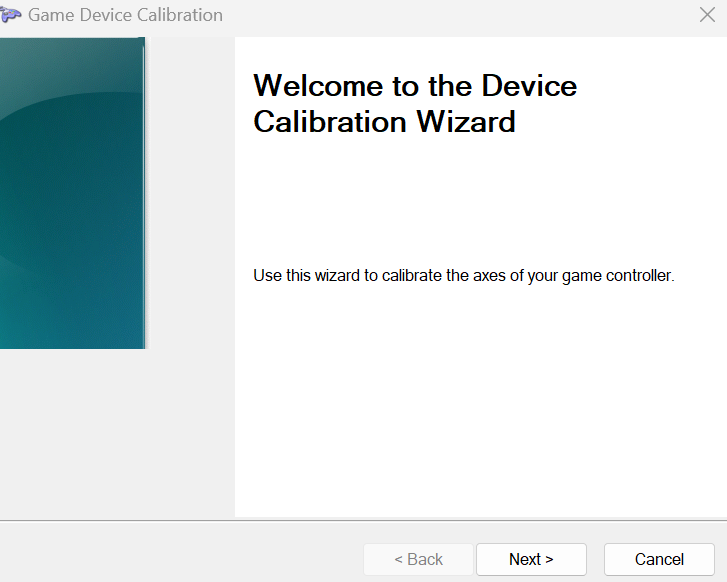 Game Device Calibration
Welcome to the Device
Calibration Wizard
Use this wizard to calibrate the axes of your game controller.
< Back
Next >
Cancel